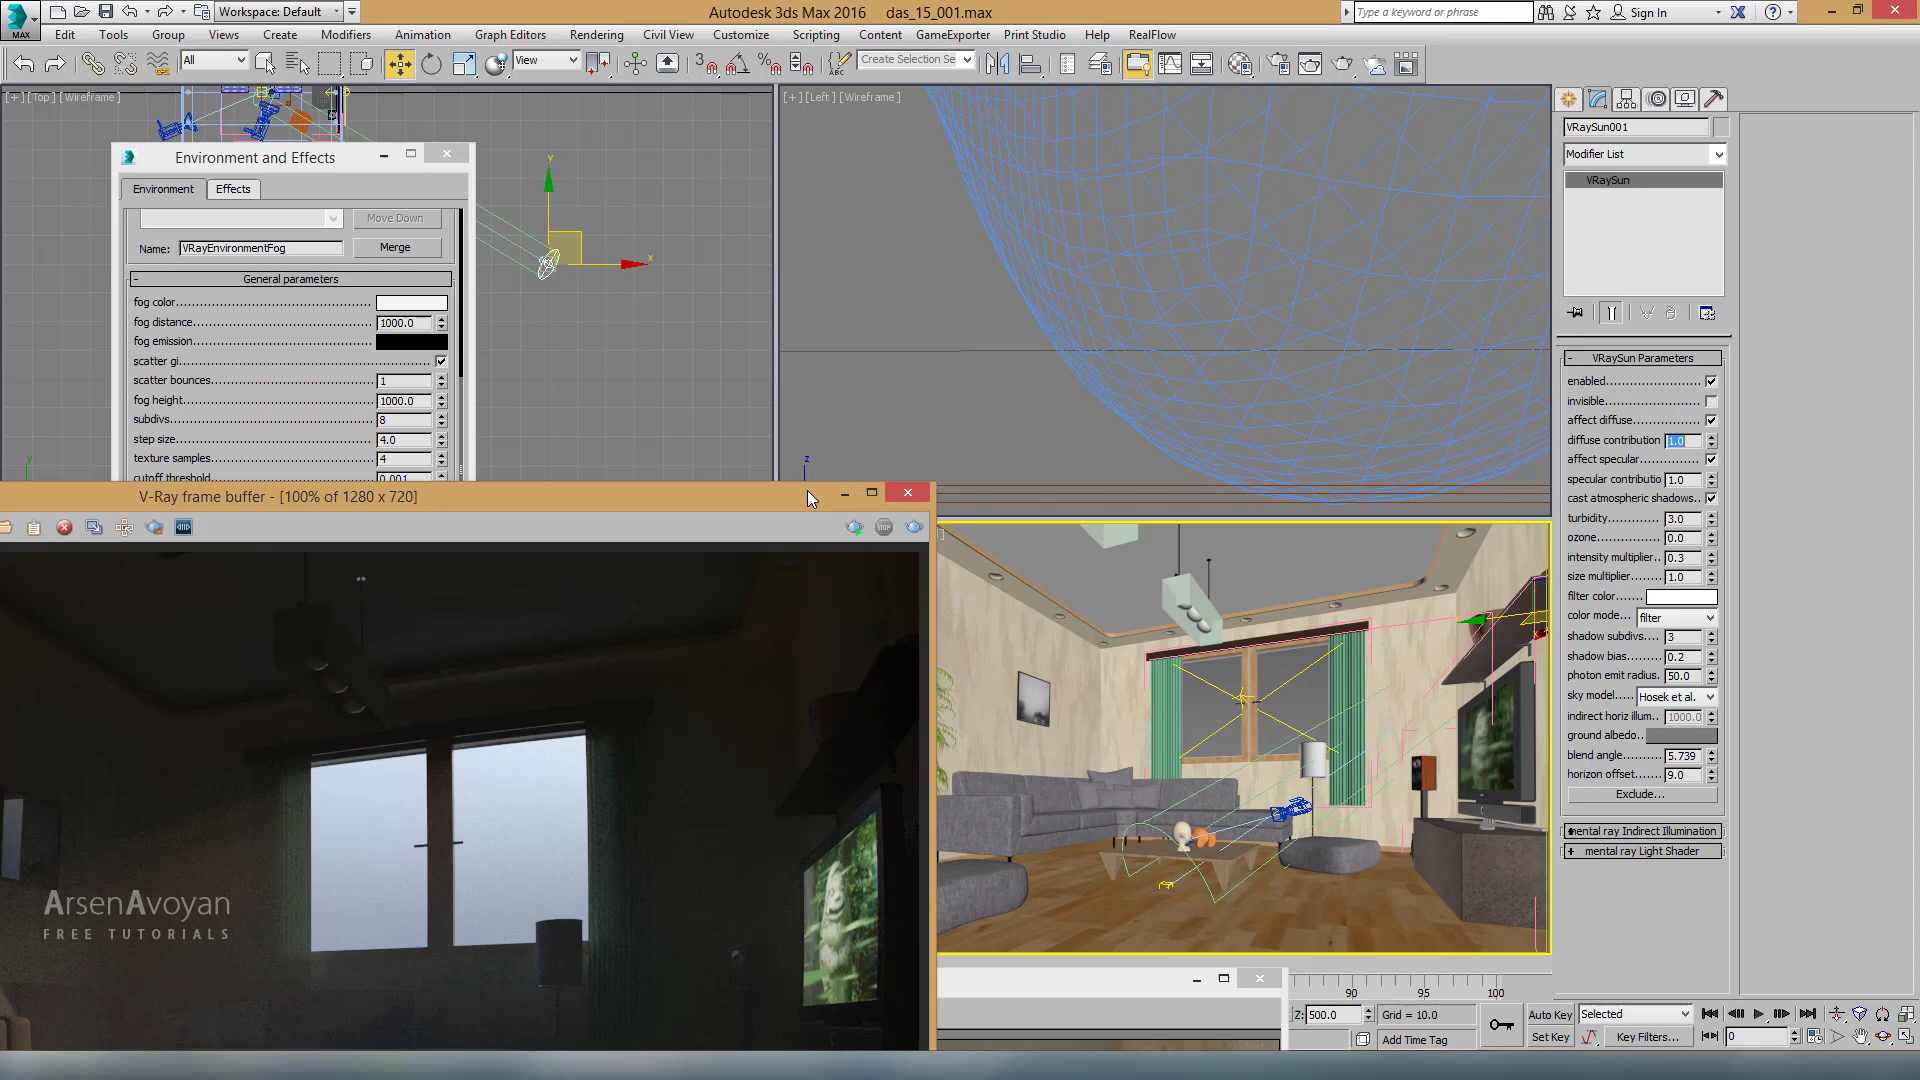 Workspace: Default
Autodesk 3ds Max 2016   das_15_001.max
Type a keyword or phrase
Sign In
MAX
Edit Tools Group Views Create Modifiers Animation Graph Editors Rendering Civil View Customize Scripting Content GameExporter Print Studio Help RealFlow
All
View
Create Selection Se
[+] [Top] [Wireframe]
[+] [Left] [Wireframe]
Environment and Effects
Environment
Effects
Move Down
Name: VRayEnvironmentFog
Merge
General parameters
fog color
fog distance 1000.0
fog emission
scatter gi
scatter bounces 1
fog height 1000.0
subdivs 8
step size 4.0
texture samples 4
cutoff threshold 0.001
y
x
y
z
V-Ray frame buffer - [100% of 1280 x 720]
STOP
ArsenAvoyan
FREE TUTORIALS
VRaySun001
Modifier List
VRaySun
VRaySun Parameters
enabled
invisible
affect diffuse
diffuse contribution 1.0
affect specular
specular contributio 1.0
cast atmospheric shadows
turbidity 3.0
ozone 0.0
intensity multiplier 0.3
size multiplier 1.0
filter color
color mode filter
shadow subdivs 3
shadow bias 0.2
photon emit radius 50.0
sky model Hosek et al.
indirect horiz illum 1000.0
ground albedo
blend angle 5.739
horizon offset 9.0
Exclude...
mental ray Indirect Illumination
mental ray Light Shader
90 95 100
Z: 500.0
Grid = 10.0
Add Time Tag
Auto Key
Selected
Set Key
Key Filters...
0